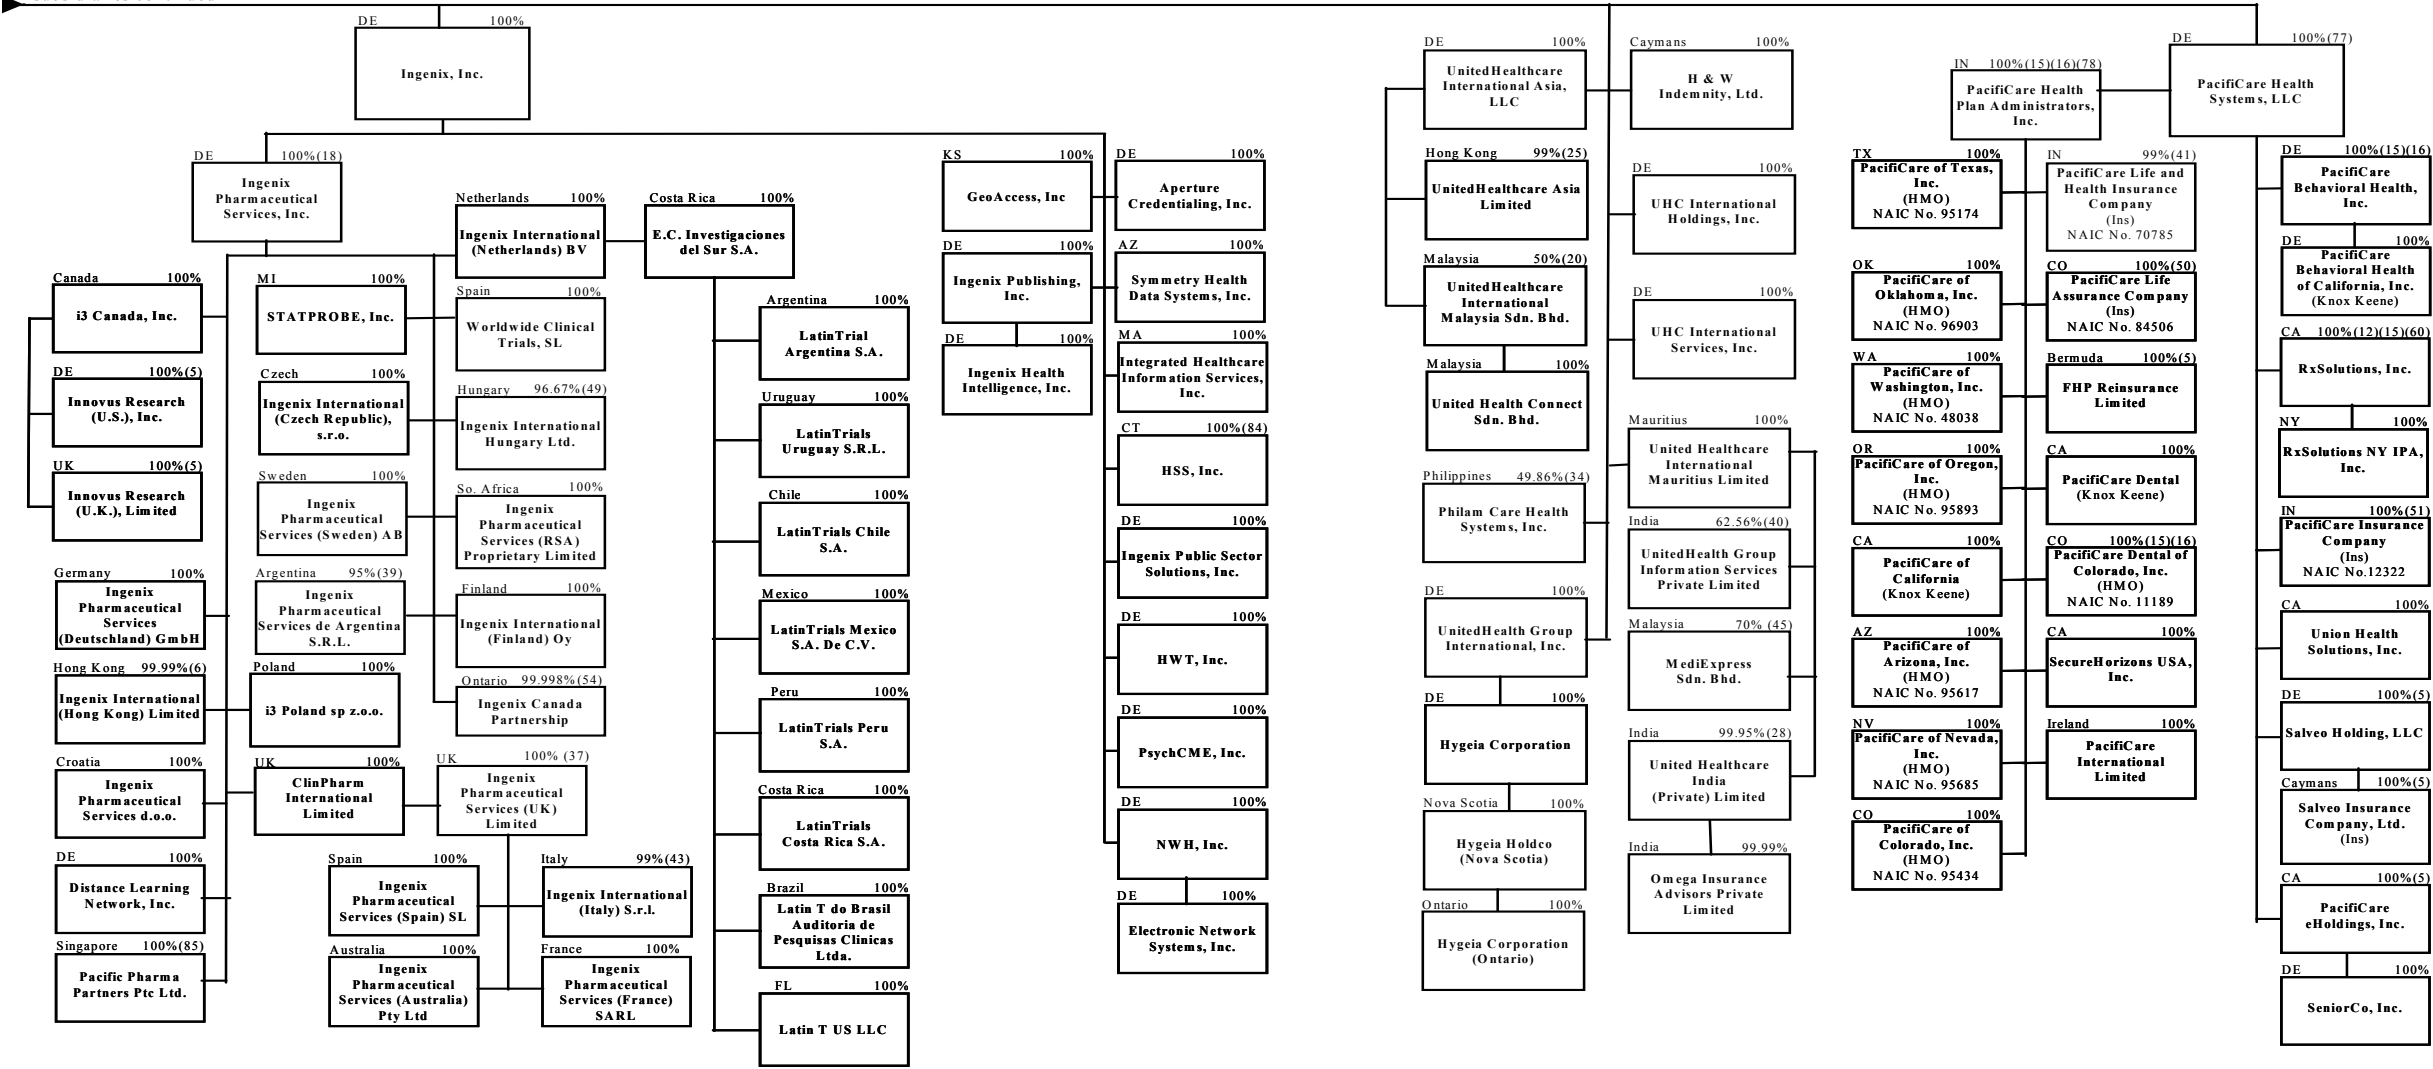 DE 100%
Ingenix, Inc.
DE 100%(18)
Ingenix
Pharmaceutical
Services, Inc.
Canada 100%
i3 Canada, Inc.
DE 100%(5)
Innovus Research
(U.S.), Inc.
UK 100%(5)
Innovus Research
(U.K.), Limited
Germany 100%
Ingenix
Pharmaceutical
Services
(Deutschland) GmbH
Hong Kong 99.99%(6)
Ingenix International
(Hong Kong) Limited
Croatia 100%
Ingenix
Pharmaceutical
Services d.o.o.
DE 100%
Distance Learning
Network, Inc.
Singapore 100%(85)
Pacific Pharma
Partners Ptc Ltd.
MI 100%
STATPROBE, Inc.
Czech 100%
Ingenix International
(Czech Republic),
s.r.o.
Sweden 100%
Ingenix
Pharmaceutical
Services (Sweden) AB
Argentina 95%(39)
Ingenix
Pharmaceutical
Services de Argentina
S.R.L.
Poland 100%
i3 Poland sp z.o.o.
UK 100%
ClinPharm
International
Limited
Netherlands 100%
Ingenix International
(Netherlands) BV
Spain 100%
Worldwide Clinical
Trials, SL
Hungary 96.67%(49)
Ingenix International
Hungary Ltd.
So. Africa 100%
Ingenix
Pharmaceutical
Services (RSA)
Proprietary Limited
Finland 100%
Ingenix International
(Finland) Oy
Ontario 99.998%(54)
Ingenix Canada
Partnership
UK 100% (37)
Ingenix
Pharmaceutical
Services (UK)
Limited
Spain 100%
Ingenix
Pharmaceutical
Services (Spain) SL
Italy 99%(43)
Ingenix International
(Italy) S.r.l.
Australia 100%
Ingenix
Pharmaceutical
Services (Australia)
Pty Ltd
France 100%
Ingenix
Pharmaceutical
Services (France)
SARL
Costa Rica 100%
E.C. Investigaciones
del Sur S.A.
Argentina 100%
LatinTrial
Argentina S.A.
Uruguay 100%
LatinTrials
Uruguay S.R.L.
Chile 100%
LatinTrials Chile
S.A.
Mexico 100%
LatinTrials Mexico
S.A. De C.V.
Peru 100%
LatinTrials Peru
S.A.
Costa Rica 100%
LatinTrials
Costa Rica S.A.
Brazil 100%
Latin T do Brasil
Auditoria de
Pesquisas Clinicas
Ltda.
FL 100%
Latin T US LLC
KS 100%
GeoAccess, Inc
DE 100%
Ingenix Publishing,
Inc.
DE 100%
Ingenix Health
Intelligence, Inc.
DE 100%
Aperture
Credentialing, Inc.
AZ 100%
Symmetry Health
Data Systems, Inc.
MA 100%
Integrated Healthcare
Information Services,
Inc.
CT 100%(84)
HSS, Inc.
DE 100%
Ingenix Public Sector
Solutions, Inc.
DE 100%
HWT, Inc.
DE 100%
PsychCME, Inc.
DE 100%
NWH, Inc.
DE 100%
Electronic Network
Systems, Inc.
DE 100%
UnitedHealthcare
International Asia,
LLC
Hong Kong 99%(25)
UnitedHealthcare Asia
Limited
Malaysia 50%(20)
UnitedHealthcare
International
Malaysia Sdn. Bhd.
Malaysia 100%
United Health Connect
Sdn. Bhd.
Philippines 49.86%(34)
Philam Care Health
Systems, Inc.
DE 100%
UnitedHealth Group
International, Inc.
DE 100%
Hygeia Corporation
Nova Scotia 100%
Hygeia Holdco
(Nova Scotia)
Ontario 100%
Hygeia Corporation
(Ontario)
Caymans 100%
H & W
Indemnity, Ltd.
DE 100%
UHC International
Holdings, Inc.
DE 100%
UHC International
Services, Inc.
Mauritius 100%
United Healthcare
International
Mauritius Limited
India 62.56%(40)
UnitedHealth Group
Information Services
Private Limited
Malaysia 70% (45)
MediExpress
Sdn. Bhd.
India 99.95%(28)
United Healthcare
India
(Private) Limited
India 99.99%
Omega Insurance
Advisors Private
Limited
DE 100%(77)
PacifiCare Health
Systems, LLC
IN 100%(15)(16)(78)
PacifiCare Health
Plan Administrators,
Inc.
TX 100%
PacifiCare of Texas,
Inc.
(HMO)
NAIC No. 95174
OK 100%
PacifiCare of
Oklahoma, Inc.
(HMO)
NAIC No. 96903
WA 100%
PacifiCare of
Washington, Inc.
(HMO)
NAIC No. 48038
OR 100%
PacifiCare of Oregon,
Inc.
(HMO)
NAIC No. 95893
CA 100%
PacifiCare of
California
(Knox Keene)
AZ 100%
PacifiCare of
Arizona, Inc.
(HMO)
NAIC No. 95617
NV 100%
PacifiCare of Nevada,
Inc.
(HMO)
NAIC No. 95685
CO 100%
PacifiCare of
Colorado, Inc.
(HMO)
NAIC No. 95434
IN 99%(41)
PacifiCare Life and
Health Insurance
Company
(Ins)
NAIC No. 70785
CO 100%(50)
PacifiCare Life
Assurance Company
(Ins)
NAIC No. 84506
Bermuda 100%(5)
FHP Reinsurance
Limited
CA 100%
PacifiCare Dental
(Knox Keene)
CO 100%(15)(16)
PacifiCare Dental of
Colorado, Inc.
(HMO)
NAIC No. 11189
CA 100%
SecureHorizons USA,
Inc.
Ireland 100%
PacifiCare
International
Limited
DE 100%(15)(16)
PacifiCare
Behavioral Health,
Inc.
DE 100%
PacifiCare
Behavioral Health
of California, Inc.
(Knox Keene)
CA 100%(12)(15)(60)
RxSolutions, Inc.
NY 100%
RxSolutions NY IPA,
Inc.
IN 100%(51)
PacifiCare Insurance
Company
(Ins)
NAIC No.12322
CA 100%
Union Health
Solutions, Inc.
DE 100%(5)
Salveo Holding, LLC
Caymans 100%(5)
Salveo Insurance
Company, Ltd.
(Ins)
CA 100%(5)
PacifiCare
eHoldings, Inc.
DE 100%
SeniorCo, Inc.